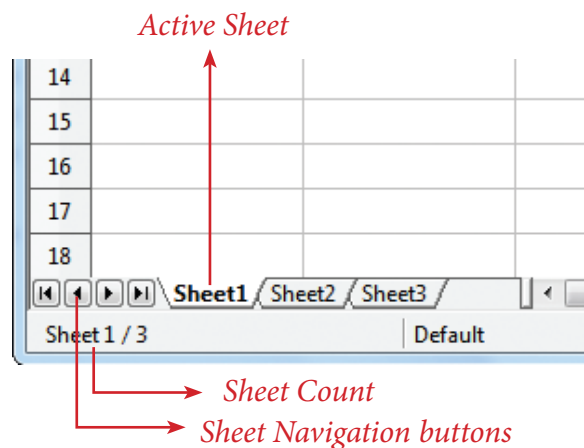 Active Sheet
14
15
16
17
18
Sheet1 Sheet2 Sheet3
Sheet 1 / 3 Default
Sheet Count
Sheet Navigation buttons